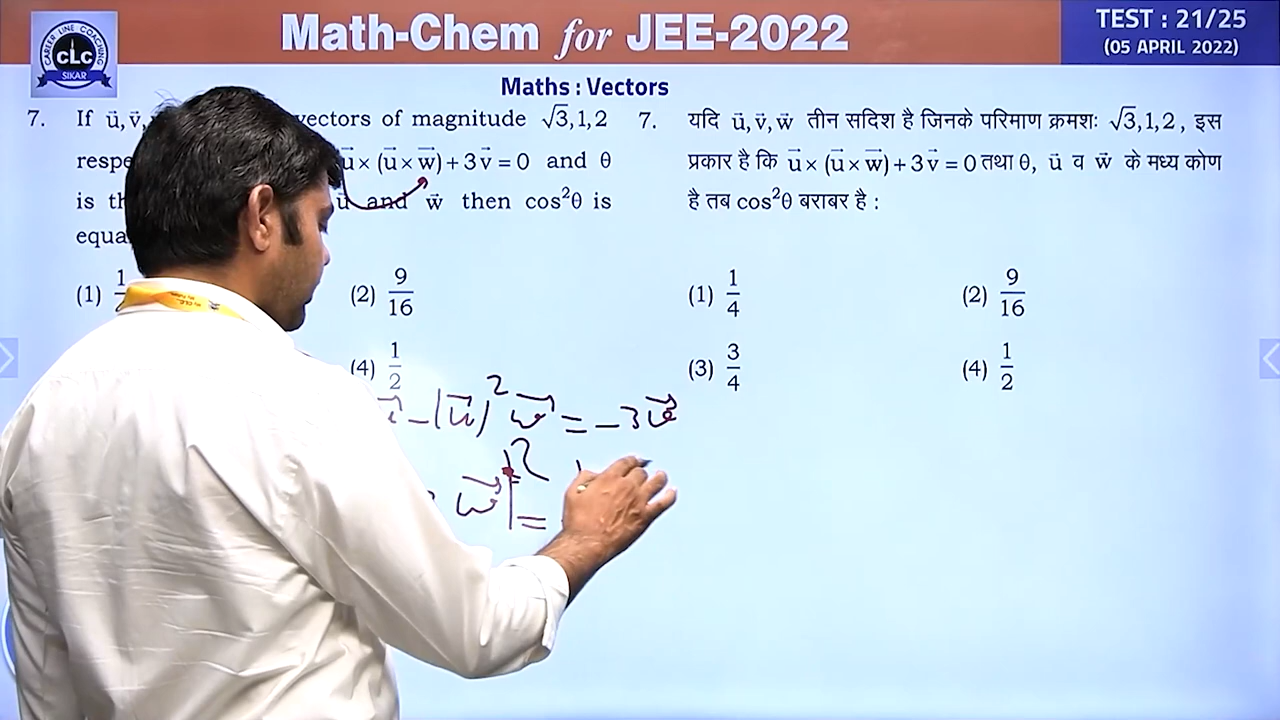 CAREER LINE COACHING
CLC
SIKAR
Math-Chem for JEE-2022
TEST : 21/25
(05 APRIL 2022)
Maths : Vectors
7. If u⃗,v⃗, vectors of magnitude √3,1,2
u⃗×(u⃗×w⃗)+3v⃗=0 and θ
is u⃗ and w⃗ then cos²θ is
(1) (2) 9/16
(4) 1/2
7. यदि u⃗,v⃗,w⃗ तीन सदिश है जिनके परिमाण क्रमशः √3,1,2, इस
प्रकार है कि u⃗×(u⃗×w⃗)+3v⃗=0 तथा θ, u⃗ व w⃗ के मध्य कोण
है तब cos²θ बराबर है :
(1) 1/4 (2) 9/16
(3) 3/4 (4) 1/2
-(u⃗)² w⃗ = -3v⃗
w⃗|² =